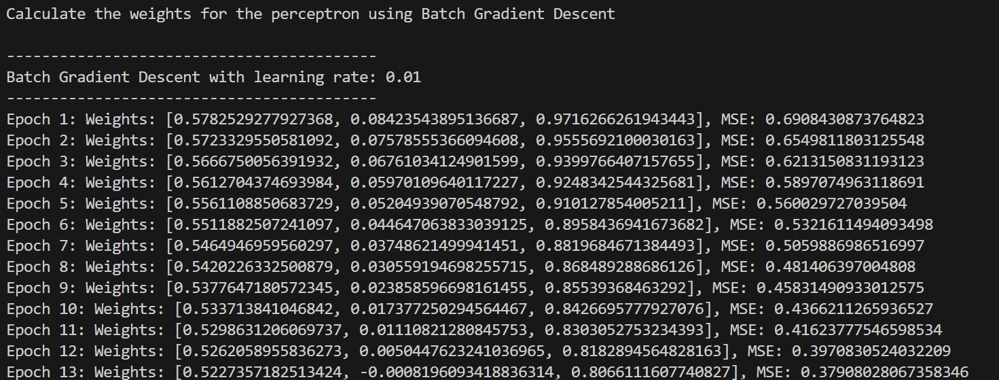 Calculate the weights for the perceptron using Batch Gradient Descent
------------------------------------------
Batch Gradient Descent with learning rate: 0.01
------------------------------------------
Epoch 1: Weights: [0.5782529277927368, 0.08423543895136687, 0.9716266261943443], MSE: 0.6908430873764823
Epoch 2: Weights: [0.5723329550581092, 0.07578555366094608, 0.9555692100030163], MSE: 0.6549811803125548
Epoch 3: Weights: [0.5666750056391932, 0.06761034124901599, 0.9399766407157655], MSE: 0.6213150831193123
Epoch 4: Weights: [0.5612704374693984, 0.05970109640117227, 0.9248342544325681], MSE: 0.5897074963118691
Epoch 5: Weights: [0.5561108850683729, 0.05204939070548792, 0.910127854005211], MSE: 0.560029727039504
Epoch 6: Weights: [0.5511882507241097, 0.044647063833039125, 0.8958436941673682], MSE: 0.5321611494093498
Epoch 7: Weights: [0.5464946959560297, 0.03748621499941451, 0.8819684671384493], MSE: 0.5059886986516997
Epoch 8: Weights: [0.5420226332500879, 0.030559194698255715, 0.868489288686126], MSE: 0.481406397004808
Epoch 9: Weights: [0.5377647180572345, 0.023858596698161455, 0.85539368463292], MSE: 0.45831490933012575
Epoch 10: Weights: [0.533713841046842, 0.017377250294564467, 0.8426695777927076], MSE: 0.4366211265936527
Epoch 11: Weights: [0.5298631206069737, 0.01110821280845753, 0.8303052753234393], MSE: 0.41623777546598534
Epoch 12: Weights: [0.5262058955836273, 0.0050447623241036965, 0.8182894564828163], MSE: 0.3970830524032209
Epoch 13: Weights: [0.5227357182513424, -0.0008196093418836314, 0.8066111607740827], MSE: 0.37908028067358346